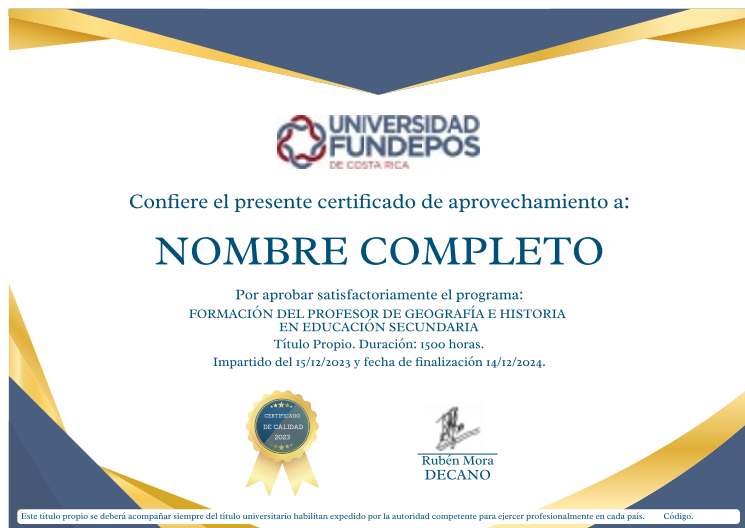 UNIVERSIDAD
FUNDEPOS
DE COSTA RICA
Confiere el presente certificado de aprovechamiento a:
NOMBRE COMPLETO
Por aprobar satisfactoriamente el programa:
FORMACIÓN DEL PROFESOR DE GEOGRAFÍA E HISTORIA
EN EDUCACIÓN SECUNDARIA
Título Propio. Duración: 1500 horas.
Impartido del 15/12/2023 y fecha de finalización 14/12/2024.
CERTIFICADO
DE CALIDAD
2023
Rubén Mora
DECANO
Este título propio se deberá acompañar siempre del título universitario habilitan expedido por la autoridad competente para ejercer profesionalmente en cada país. Código.